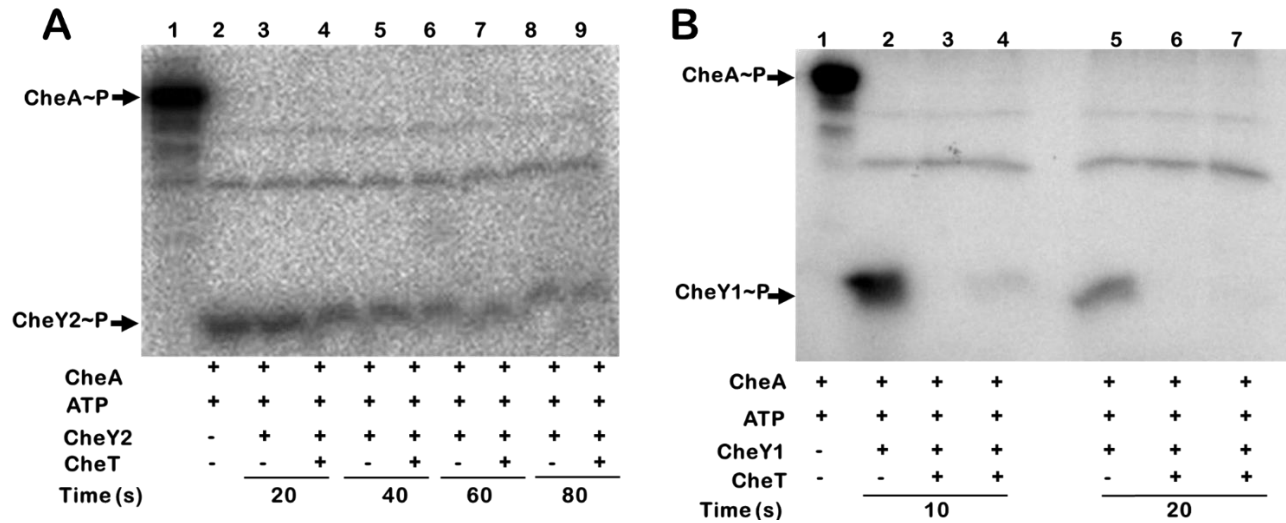 A
1 2 3 4 5 6 7 8 9
CheA~P
CheY2~P
CheA + + + + + + + +
ATP + + + + + + + +
CheY2 - + + + + + + +
CheT - - + - + - + - +
Time (s) 20 40 60 80
B
1 2 3 4 5 6 7
CheA~P
CheY1~P
CheA + + + + + + +
ATP + + + + + + +
CheY1 - + + + + + +
CheT - - + + - + +
Time (s) 10 20